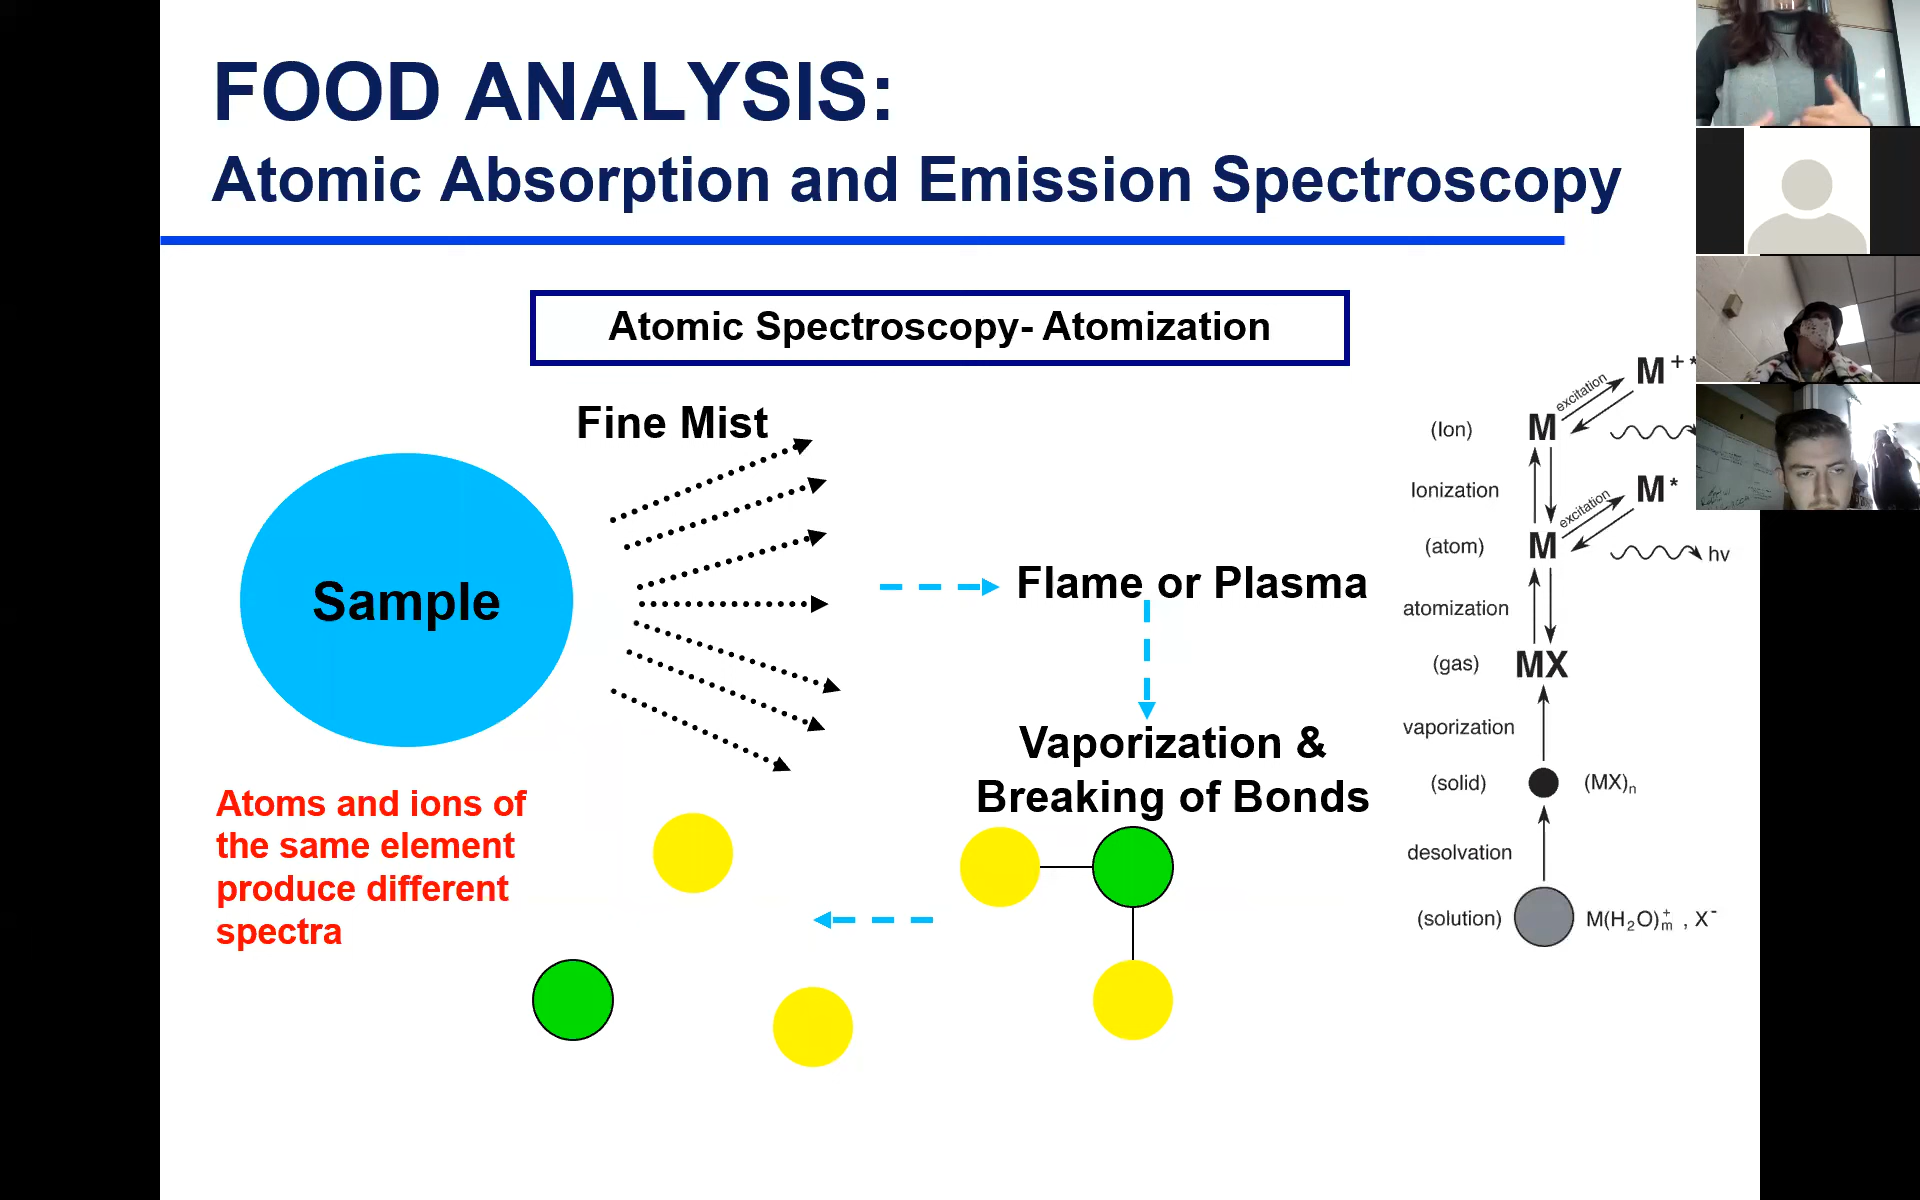 FOOD ANALYSIS:
Atomic Absorption and Emission Spectroscopy
Atomic Spectroscopy- Atomization
Fine Mist
Sample
Flame or Plasma
Vaporization &
Breaking of Bonds
Atoms and ions of
the same element
produce different
spectra
excitation M+*
(Ion) M
Ionization
excitation M*
(atom) M
hν
atomization
(gas) MX
vaporization
(solid) (MX)n
desolvation
(solution) M(H2O)m+ , X-